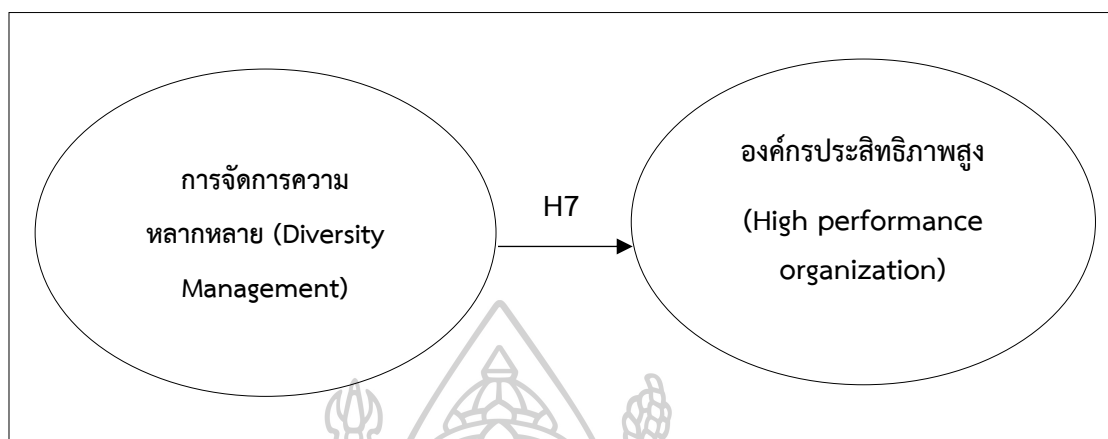 การจัดการความ
หลากหลาย (Diversity
Management)
H7
องค์กรประสิทธิภาพสูง
(High performance
organization)